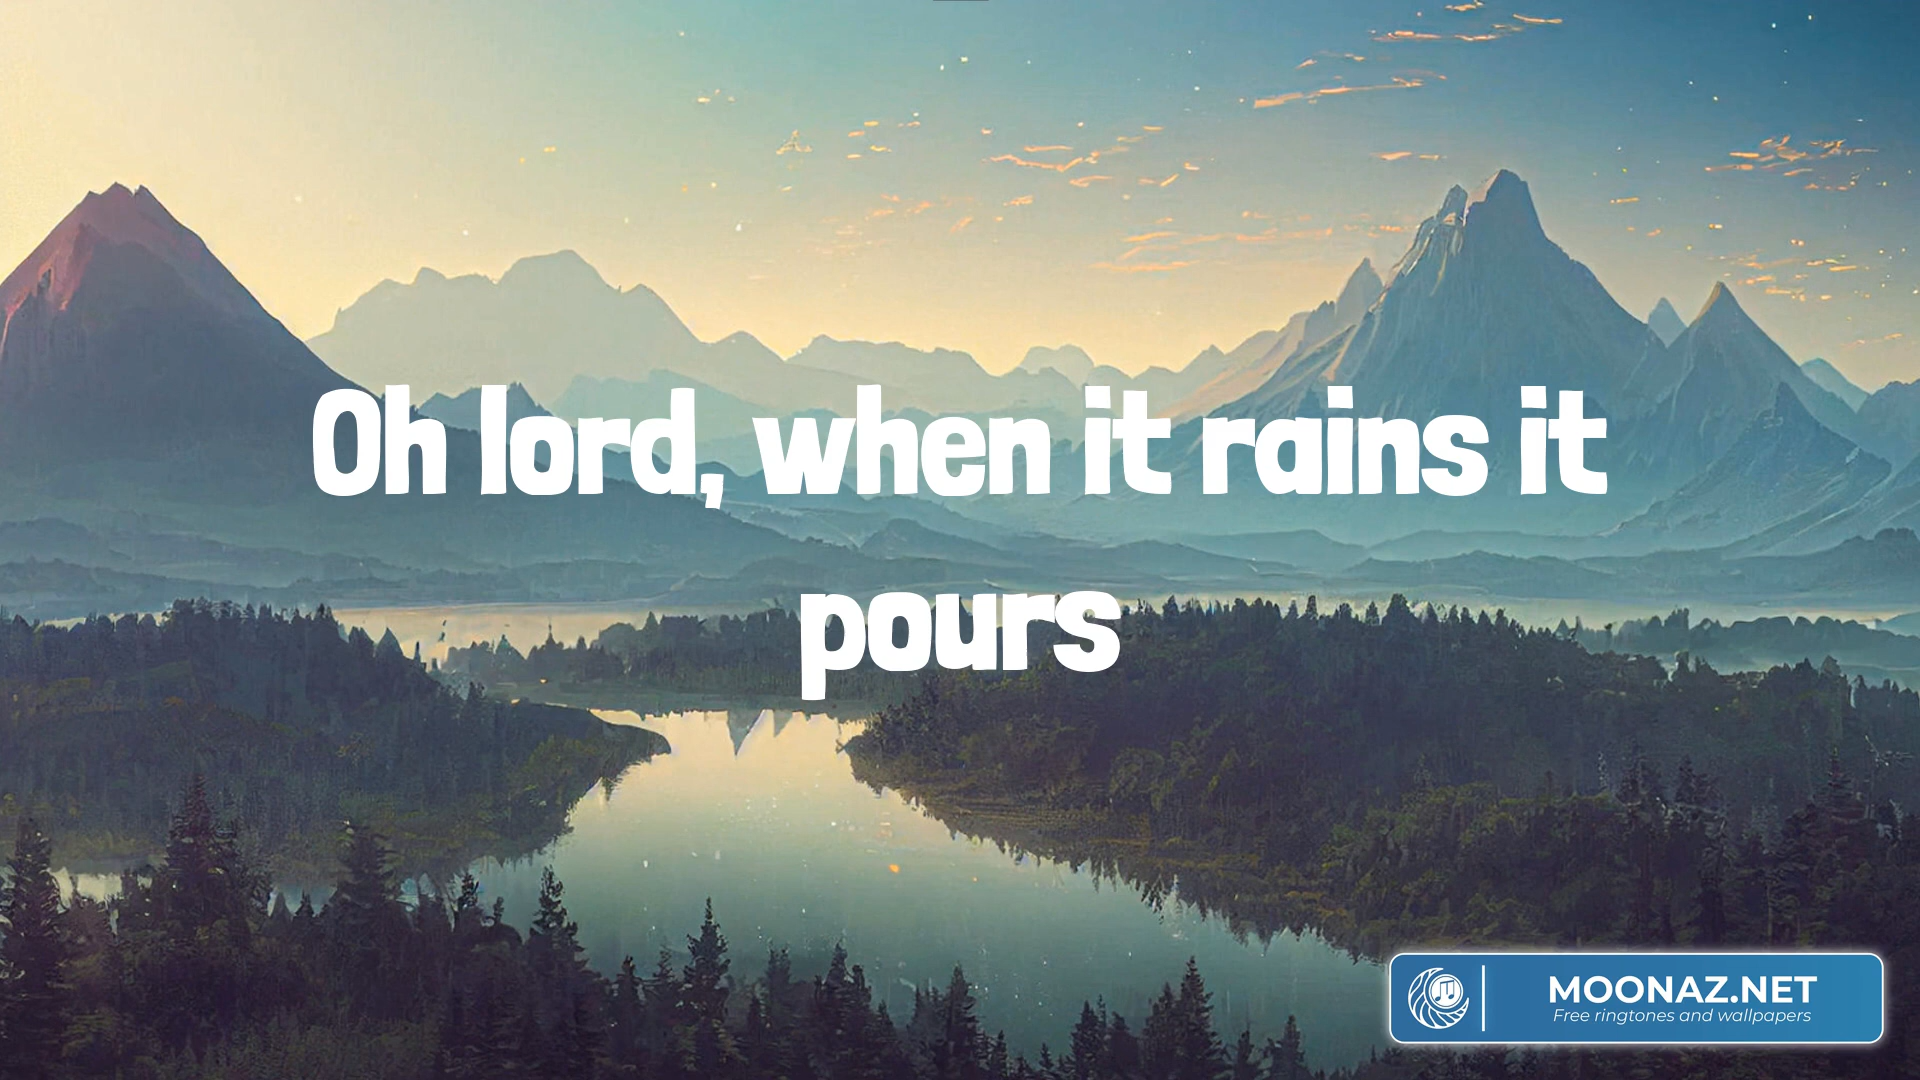 Oh lord, when it rains it
pours
MOONAZ.NET
Free ringtones and wallpapers